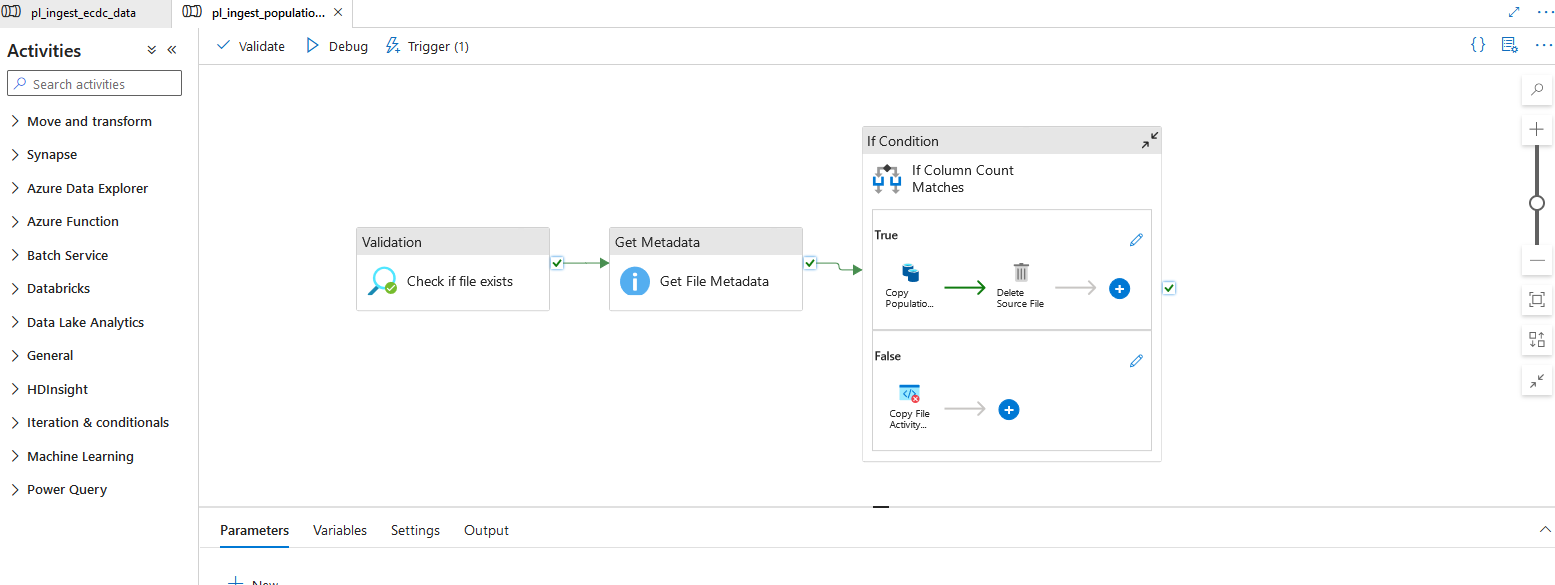 pl_ingest_ecdc_data
pl_ingest_populatio...
Activities
Validate
Debug
Trigger (1)
Search activities
Move and transform
Synapse
Azure Data Explorer
Azure Function
Batch Service
Databricks
Data Lake Analytics
General
HDInsight
Iteration & conditionals
Machine Learning
Power Query
Validation
Check if file exists
Get Metadata
Get File Metadata
If Condition
If Column Count
Matches
True
Copy
Populatio...
Delete
Source File
False
Copy File
Activity...
Parameters
Variables
Settings
Output
New